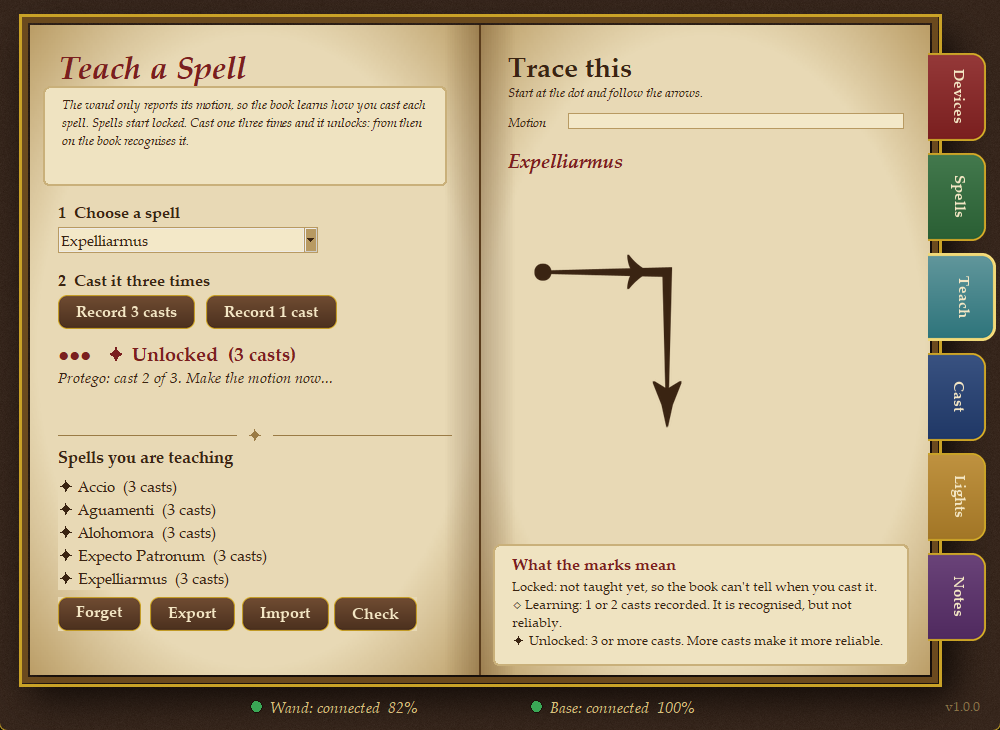 Teach a Spell
The wand only reports its motion, so the book learns how you cast each
spell. Spells start locked. Cast one three times and it unlocks: from then
on the book recognises it.
1 Choose a spell
Expelliarmus
2 Cast it three times
Record 3 casts
Record 1 cast
●●● ✦ Unlocked (3 casts)
Protego: cast 2 of 3. Make the motion now...
Spells you are teaching
✦ Accio (3 casts)
✦ Aguamenti (3 casts)
✦ Alohomora (3 casts)
✦ Expecto Patronum (3 casts)
✦ Expelliarmus (3 casts)
Forget
Export
Import
Check
Trace this
Start at the dot and follow the arrows.
Motion
Expelliarmus
What the marks mean
Locked: not taught yet, so the book can't tell when you cast it.
⋄ Learning: 1 or 2 casts recorded. It is recognised, but not
reliably.
✦ Unlocked: 3 or more casts. More casts make it more reliable.
Devices
Spells
Teach
Cast
Lights
Notes
Wand: connected 82%
Base: connected 100%
v1.0.0